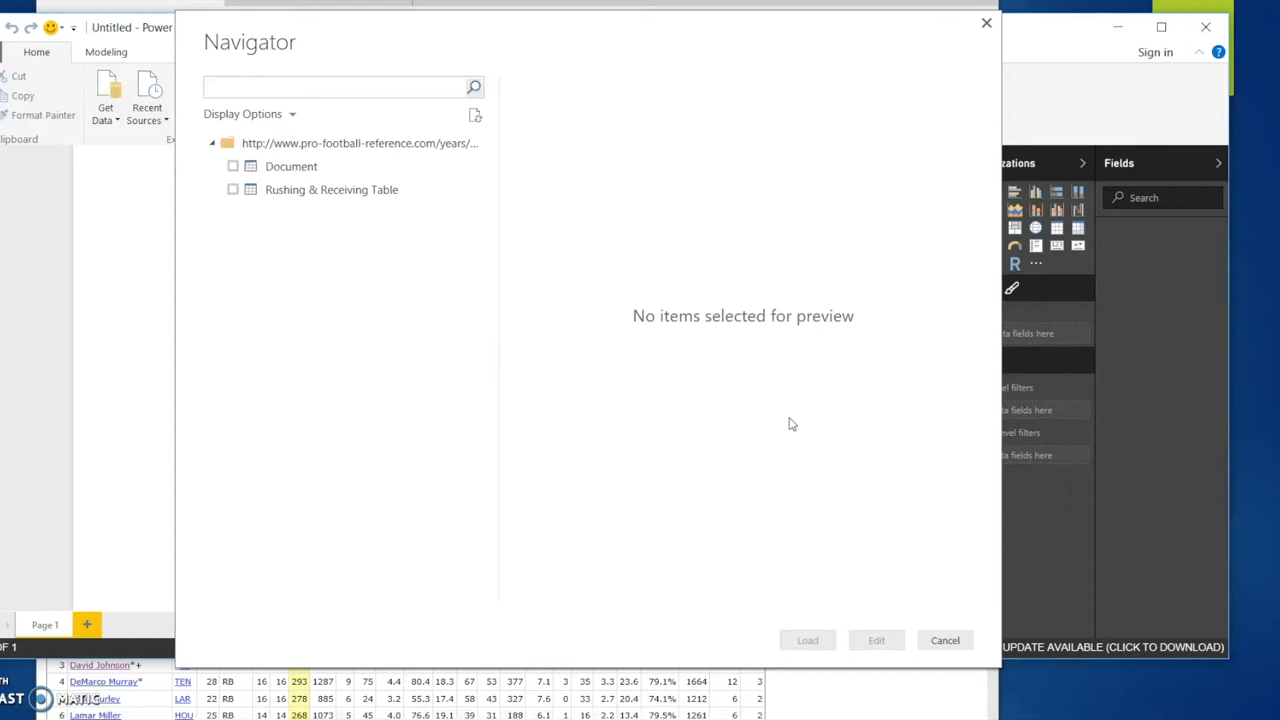 Untitled - Power
Navigator
Home
Modeling
Sign in
Cut
Copy
Format Painter
lipboard
Get
Data
Recent
Sources
Ex
Display Options
http://www.pro-football-reference.com/years/...
Document
Rushing & Receiving Table
No items selected for preview
Load
Edit
Cancel
zations
Fields
Search
R
ta fields here
el filters
ta fields here
level filters
ta fields here
Page 1
OF 1
UPDATE AVAILABLE (CLICK TO DOWNLOAD)
3 David Johnson*+
4 DeMarco Murray* TEN 28 RB 16 16 293 1287 9 75 4.4 80.4 18.3 67 53 377 7.1 3 35 3.3 23.6 79.1% 1664 12 3
urley LAR 22 RB 16 16 278 885 6 24 3.2 55.3 17.4 58 43 327 7.6 0 33 2.7 20.4 74.1% 1212 6 2
6 Lamar Miller HOU 25 RB 14 14 268 1073 5 45 4.0 76.6 19.1 39 31 188 6.1 1 16 2.2 13.4 79.5% 1261 6 2
TH
AST MATIC